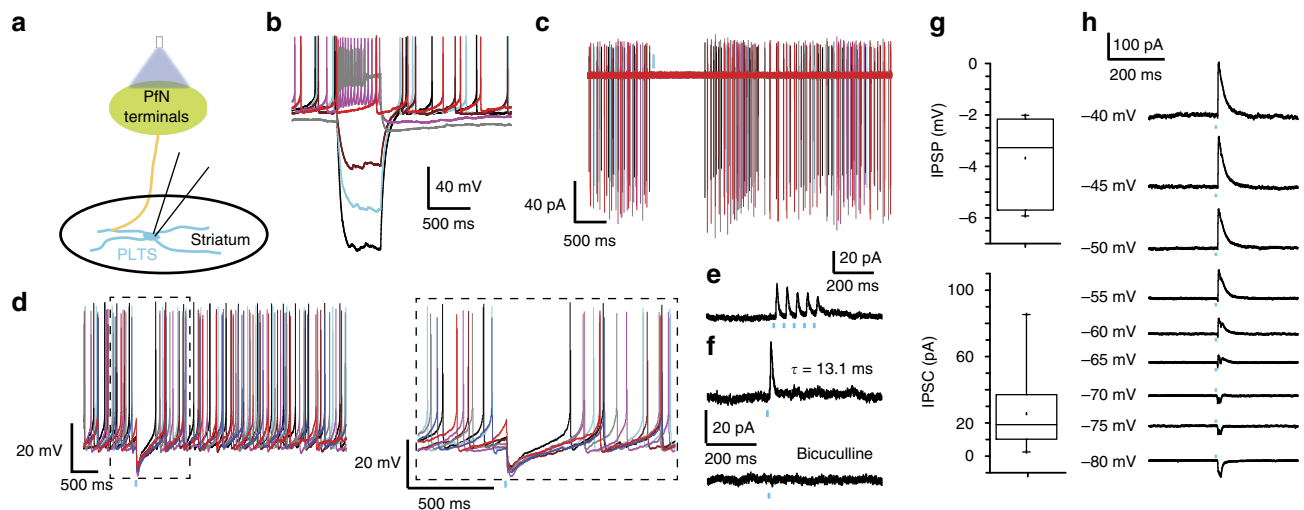 a
PfN
terminals
Striatum
PLTS
b
40 mV
500 ms
c
40 pA
500 ms
d
20 mV
500 ms
20 mV
500 ms
e
20 pA
200 ms
f
τ = 13.1 ms
20 pA
200 ms
Bicuculline
g
IPSP (mV)
0
–2
–4
–6
IPSC (pA)
100
60
20
0
h
100 pA
200 ms
–40 mV
–45 mV
–50 mV
–55 mV
–60 mV
–65 mV
–70 mV
–75 mV
–80 mV